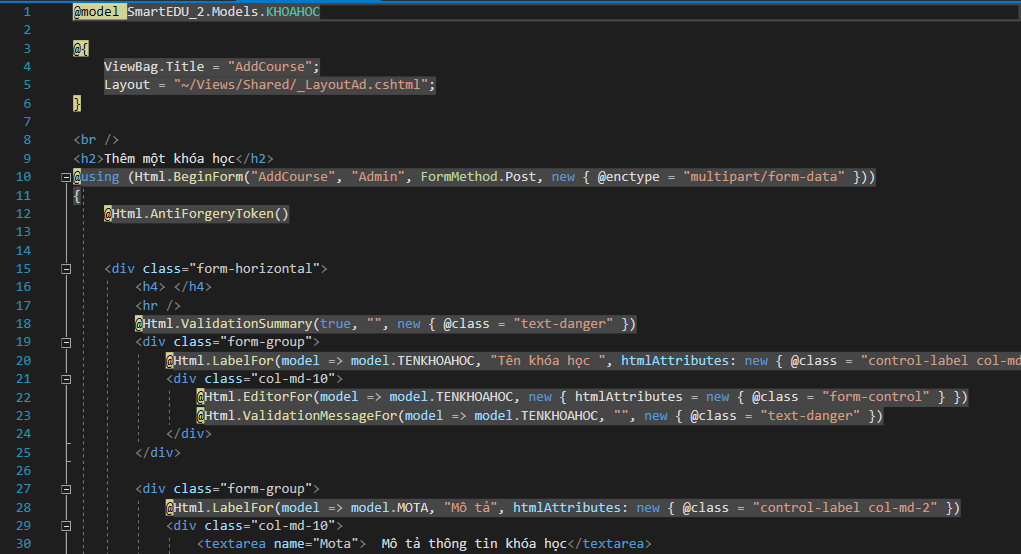 1 @model SmartEDU_2.Models.KHOAHOC
2
3 @{
4 ViewBag.Title = "AddCourse";
5 Layout = "~/Views/Shared/_LayoutAd.cshtml";
6 }
7
8 <br />
9 <h2>Thêm một khóa học</h2>
10 @using (Html.BeginForm("AddCourse", "Admin", FormMethod.Post, new { @enctype = "multipart/form-data" }))
11 {
12 @Html.AntiForgeryToken()
13
14
15 <div class="form-horizontal">
16 <h4> </h4>
17 <hr />
18 @Html.ValidationSummary(true, "", new { @class = "text-danger" })
19 <div class="form-group">
20 @Html.LabelFor(model => model.TENKHOAHOC, "Tên khóa học ", htmlAttributes: new { @class = "control-label col-md
21 <div class="col-md-10">
22 @Html.EditorFor(model => model.TENKHOAHOC, new { htmlAttributes = new { @class = "form-control" } })
23 @Html.ValidationMessageFor(model => model.TENKHOAHOC, "", new { @class = "text-danger" })
24 </div>
25 </div>
26
27 <div class="form-group">
28 @Html.LabelFor(model => model.MOTA, "Mô tả", htmlAttributes: new { @class = "control-label col-md-2" })
29 <div class="col-md-10">
30 <textarea name="Mota">  Mô tả thông tin khóa học</textarea>